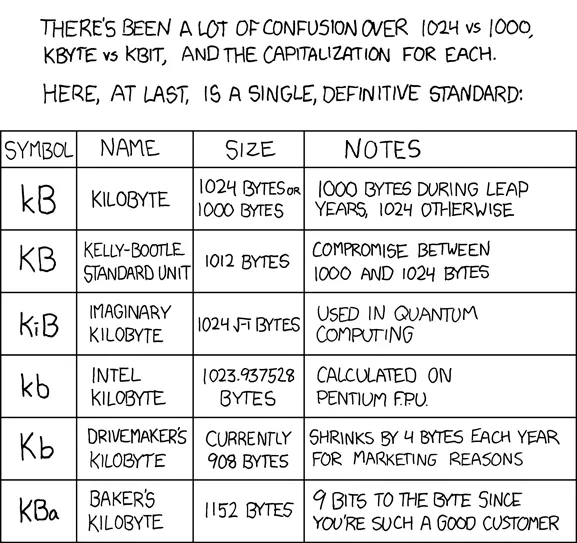 THERE'S BEEN A LOT OF CONFUSION OVER 1024 vs 1000,
KBYTE vs KBIT, AND THE CAPITALIZATION FOR EACH.
HERE, AT LAST, IS A SINGLE, DEFINITIVE STANDARD:
SYMBOL NAME SIZE NOTES
kB KILOBYTE 1024 BYTES OR
1000 BYTES 1000 BYTES DURING LEAP
YEARS, 1024 OTHERWISE
KB KELLY-BOOTLE
STANDARD UNIT 1012 BYTES COMPROMISE BETWEEN
1000 AND 1024 BYTES
KiB IMAGINARY
KILOBYTE 1024 √-1 BYTES USED IN QUANTUM
COMPUTING
kb INTEL
KILOBYTE 1023.937528
BYTES CALCULATED ON
PENTIUM F.P.U.
Kb DRIVEMAKER'S
KILOBYTE CURRENTLY
908 BYTES SHRINKS BY 4 BYTES EACH YEAR
FOR MARKETING REASONS
KBa BAKER'S
KILOBYTE 1152 BYTES 9 BITS TO THE BYTE SINCE
YOU'RE SUCH A GOOD CUSTOMER